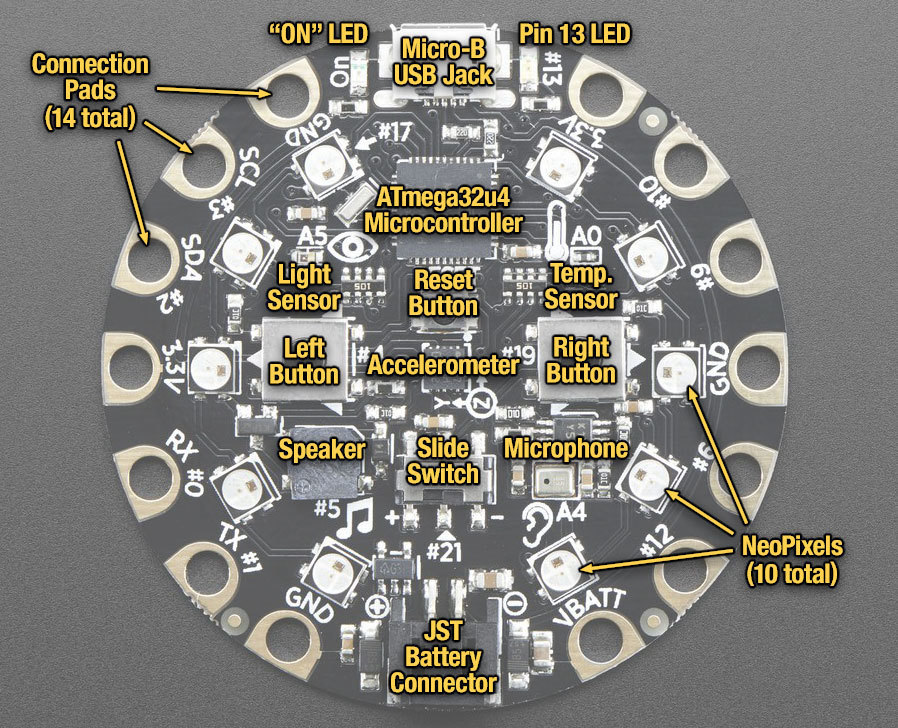 “ON” LED
Micro-B
USB Jack
Pin 13 LED
Connection
Pads
(14 total)
On
#13
GND
#17
3.3V
SCL
#3
#10
ATmega32u4
Microcontroller
SDA
#2
A5
A0
#9
Light
Sensor
Reset
Button
Temp.
Sensor
3.3V
Left
Button
Accelerometer
#19
Right
Button
GND
Y
Z
RX
#0
Speaker
Slide
Switch
Microphone
#6
#5
+
-
A4
TX
#1
#21
#12
NeoPixels
(10 total)
GND
VBATT
JST
Battery
Connector